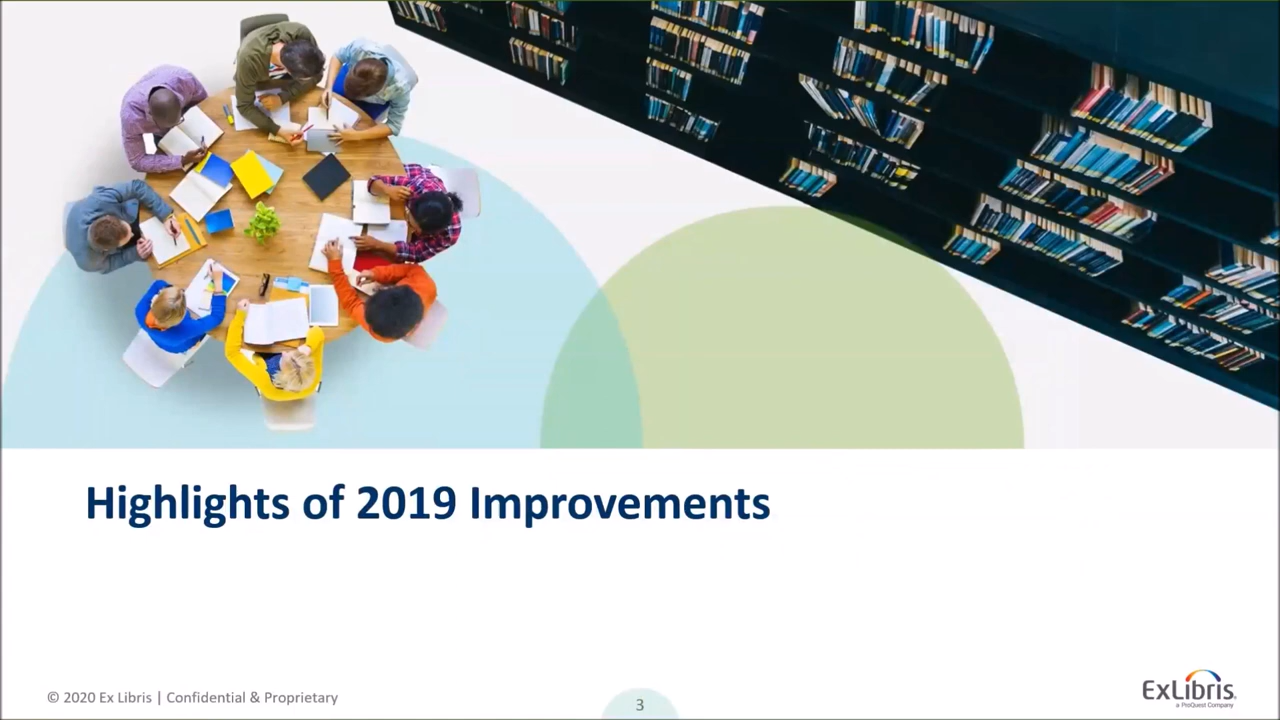 Highlights of 2019 Improvements
© 2020 Ex Libris | Confidential & Proprietary
3
ExLibris
a ProQuest Company